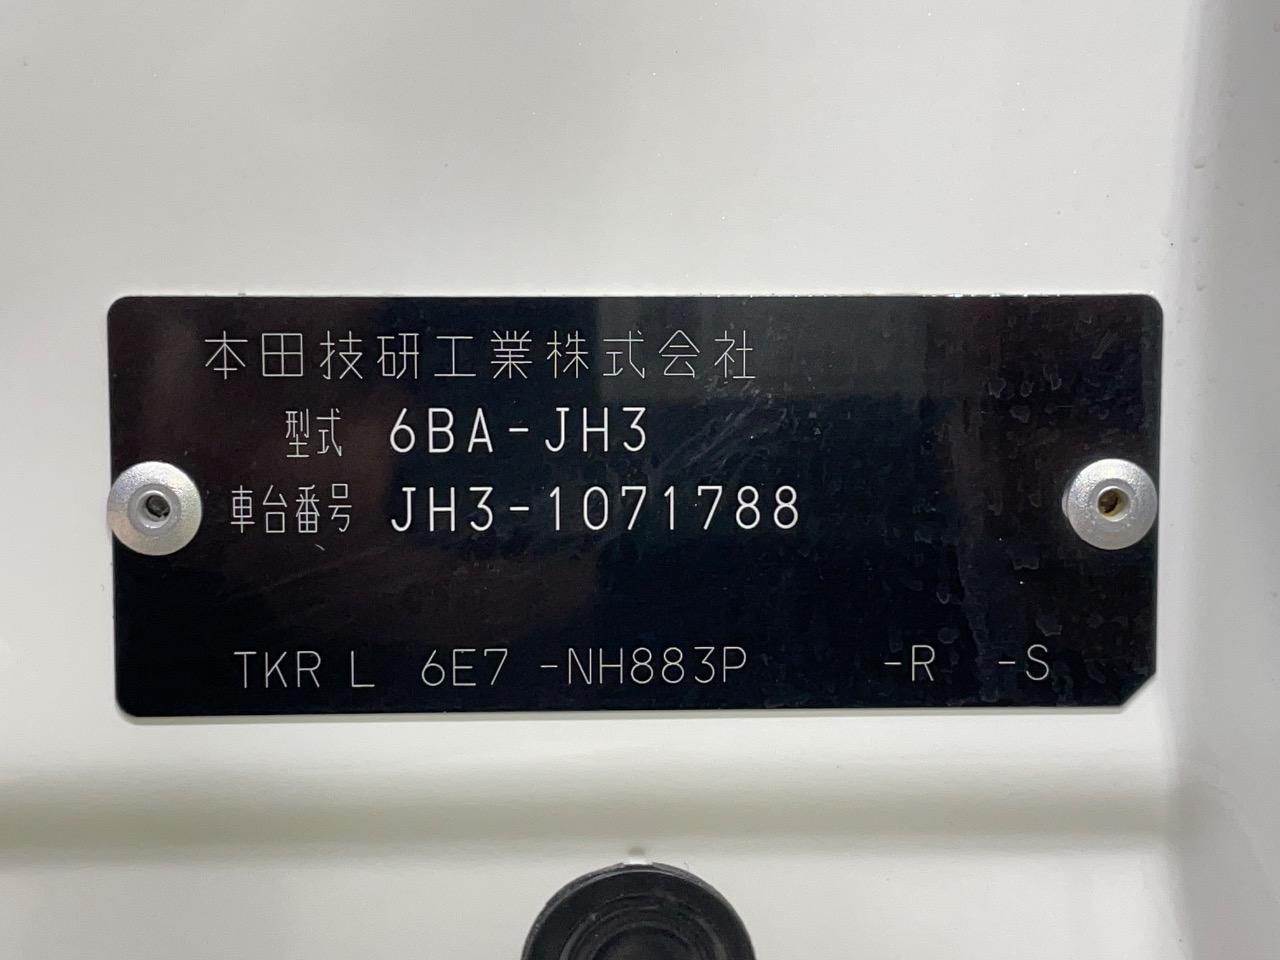 本田技研工業株式会社
型式 6BA-JH3
車台番号 JH3-1071788
TKR L 6E7 -NH883P -R -S